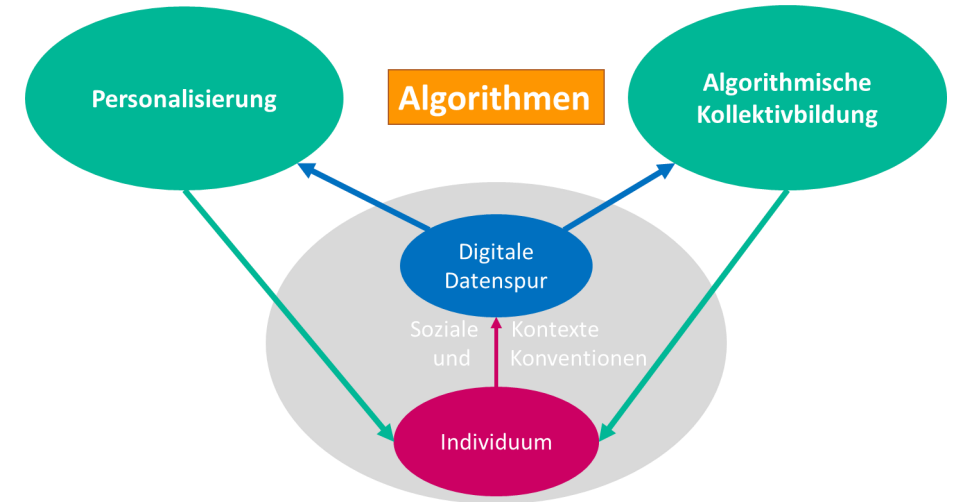 Personalisierung
Algorithmen
Algorithmische
Kollektivbildung
Digitale
Datenspur
Soziale Kontexte
und Konventionen
Individuum